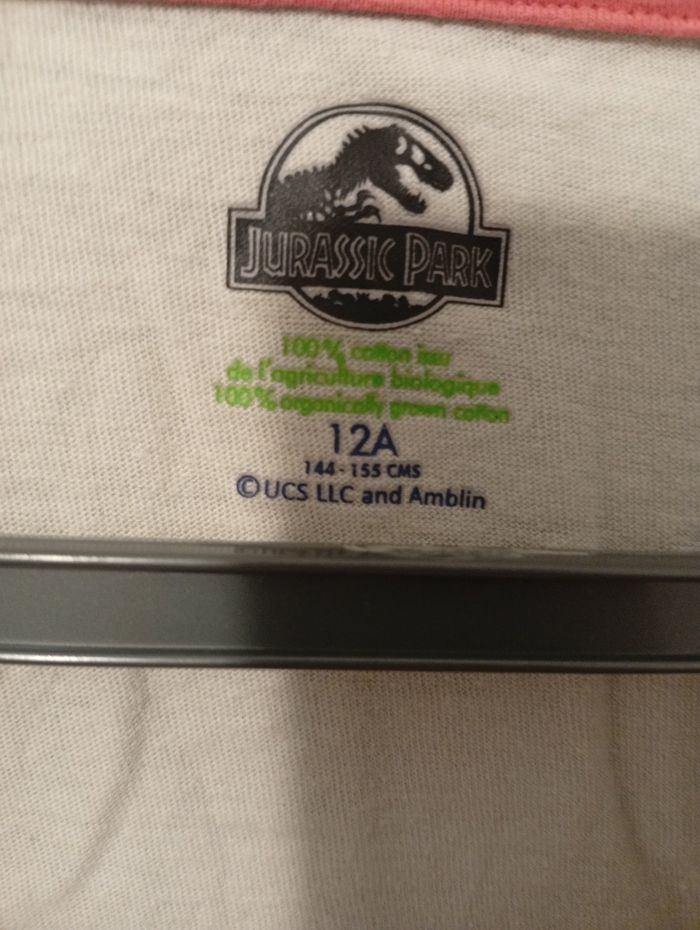 JURASSIC PARK
100% coton issu
de l'agriculture biologique
100% organically grown cotton
12A
144-155 CMS
© UCS LLC and Amblin